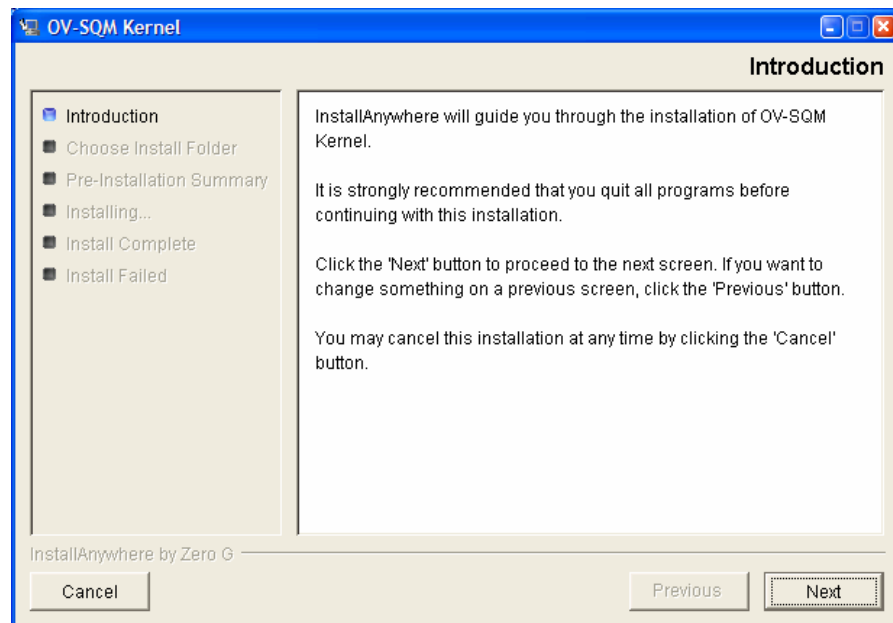 OV-SQM Kernel
Introduction
Introduction
Choose Install Folder
Pre-Installation Summary
Installing...
Install Complete
Install Failed
InstallAnywhere will guide you through the installation of OV-SQM
Kernel.
It is strongly recommended that you quit all programs before
continuing with this installation.
Click the 'Next' button to proceed to the next screen. If you want to
change something on a previous screen, click the 'Previous' button.
You may cancel this installation at any time by clicking the 'Cancel'
button.
InstallAnywhere by Zero G
Cancel
Previous
Next